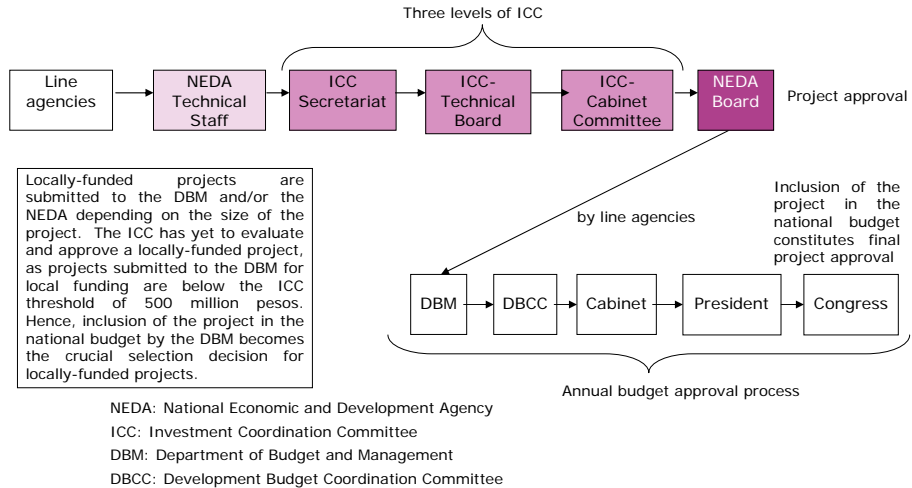 Three levels of ICC
Line
agencies
NEDA
Technical
Staff
ICC
Secretariat
ICC-
Technical
Board
ICC-
Cabinet
Committee
NEDA
Board
Project approval
Locally-funded projects are
submitted to the DBM and/or the
NEDA depending on the size of the
project. The ICC has yet to evaluate
and approve a locally-funded project,
as projects submitted to the DBM for
local funding are below the ICC
threshold of 500 million pesos.
Hence, inclusion of the project in the
national budget by the DBM becomes
the crucial selection decision for
locally-funded projects.
by line agencies
Inclusion of the
project in the
national budget
constitutes final
project approval
DBM
DBCC
Cabinet
President
Congress
Annual budget approval process
NEDA: National Economic and Development Agency
ICC: Investment Coordination Committee
DBM: Department of Budget and Management
DBCC: Development Budget Coordination Committee